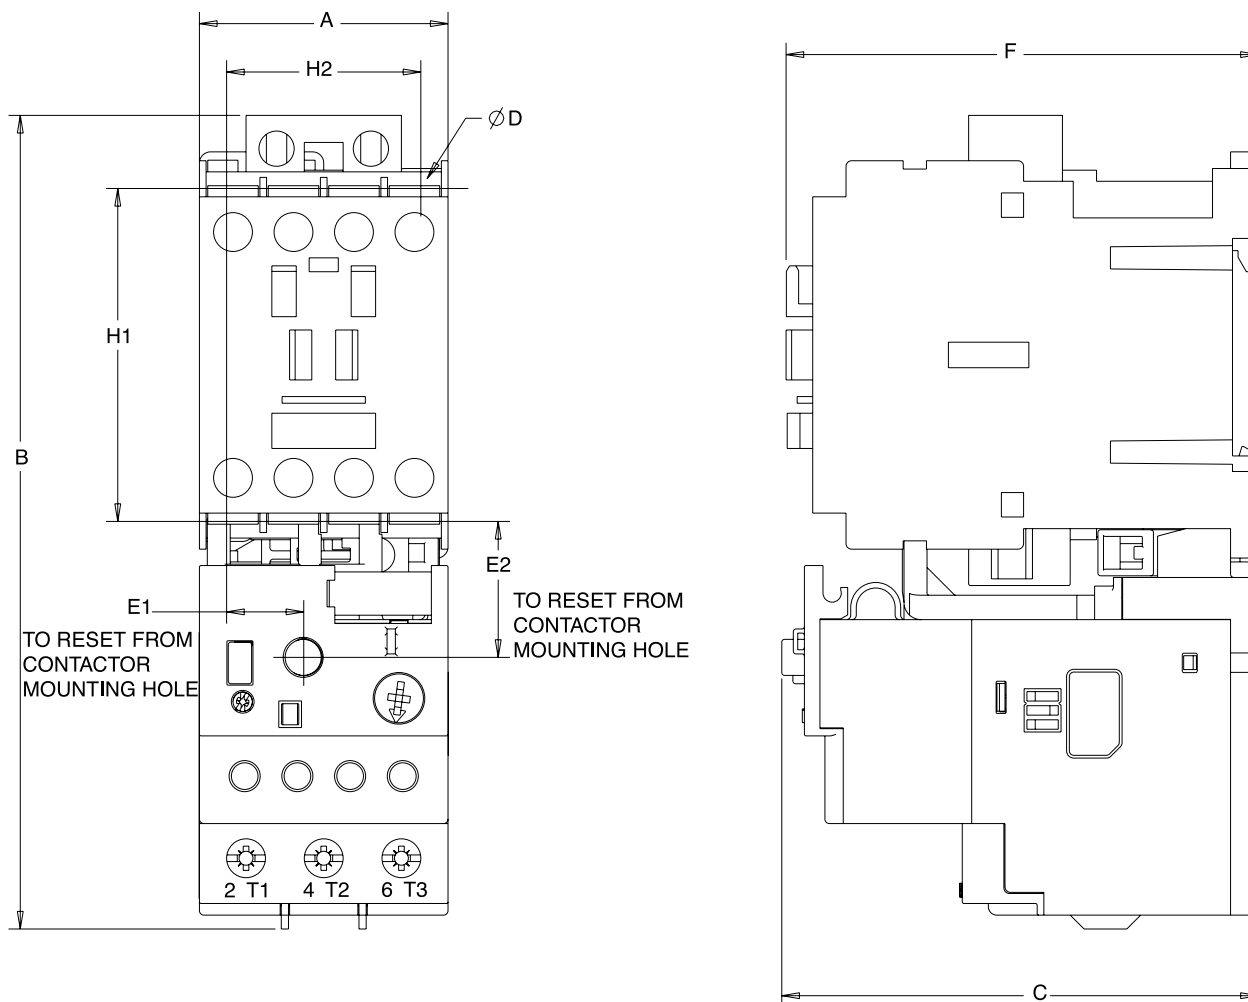 A
F
H2
⌀D
H1
B
E2
E1
TO RESET FROM
CONTACTOR
MOUNTING HOLE
TO RESET FROM
CONTACTOR
MOUNTING HOLE
2 T1 4 T2 6 T3
C